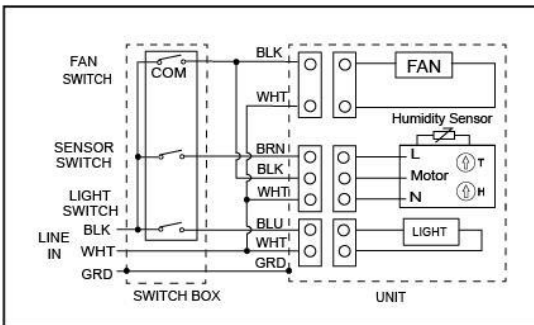 FAN
SWITCH
COM
BLK
WHT
FAN
Humidity Sensor
SENSOR
SWITCH
BRN
BLK
WHT
L
Motor
N
T
H
LIGHT
SWITCH
LINE
IN
BLK
WHT
GRD
BLU
WHT
GRD
LIGHT
SWITCH BOX
UNIT